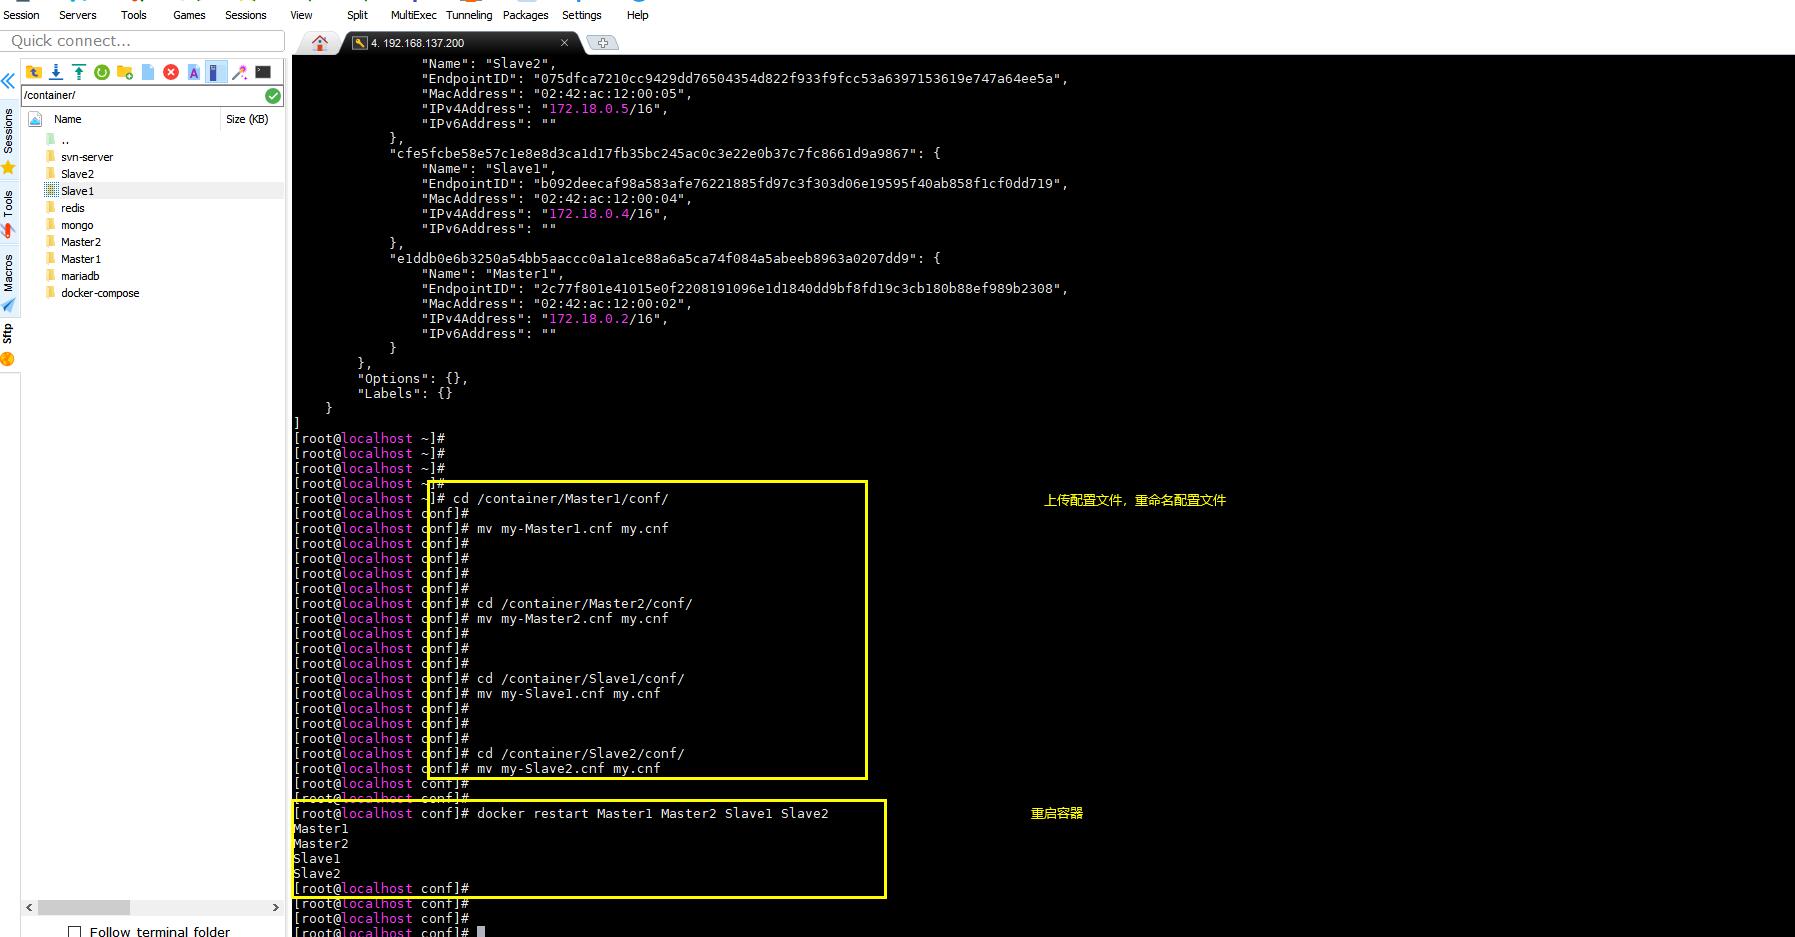 Session Servers Tools Games Sessions View Split MultiExec Tunneling Packages Settings Help
Quick connect...
4. 192.168.137.200
/container/
Name Size (KB)
..
svn-server
Slave2
Slave1
redis
mongo
Master2
Master1
mariadb
docker-compose
Sessions
Tools
Macros
Sftp
Follow terminal folder
"Name": "Slave2",
"EndpointID": "075dfca7210cc9429dd76504354d822f933f9fcc53a6397153619e747a64ee5a",
"MacAddress": "02:42:ac:12:00:05",
"IPv4Address": "172.18.0.5/16",
"IPv6Address": ""
},
"cfe5fcbe58e57c1e8e8d3ca1d17fb35bc245ac0c3e22e0b37c7fc8661d9a9867": {
"Name": "Slave1",
"EndpointID": "b092deecaf98a583afe76221885fd97c3f303d06e19595f40ab858f1cf0dd719",
"MacAddress": "02:42:ac:12:00:04",
"IPv4Address": "172.18.0.4/16",
"IPv6Address": ""
},
"e1ddb0e6b3250a54bb5aaccc0a1a1ce88a6a5ca74f084a5abeeb8963a0207dd9": {
"Name": "Master1",
"EndpointID": "2c77f801e41015e0f2208191096e1d1840dd9bf8fd19c3cb180b88ef989b2308",
"MacAddress": "02:42:ac:12:00:02",
"IPv4Address": "172.18.0.2/16",
"IPv6Address": ""
}
},
"Options": {},
"Labels": {}
}
]
[root@localhost ~]#
[root@localhost ~]#
[root@localhost ~]#
[root@localhost ~]#
[root@localhost ~]# cd /container/Master1/conf/
上传配置文件，重命名配置文件
[root@localhost conf]#
[root@localhost conf]# mv my-Master1.cnf my.cnf
[root@localhost conf]#
[root@localhost conf]#
[root@localhost conf]#
[root@localhost conf]#
[root@localhost conf]# cd /container/Master2/conf/
[root@localhost conf]# mv my-Master2.cnf my.cnf
[root@localhost conf]#
[root@localhost conf]#
[root@localhost conf]#
[root@localhost conf]# cd /container/Slave1/conf/
[root@localhost conf]# mv my-Slave1.cnf my.cnf
[root@localhost conf]#
[root@localhost conf]#
[root@localhost conf]#
[root@localhost conf]# cd /container/Slave2/conf/
[root@localhost conf]# mv my-Slave2.cnf my.cnf
[root@localhost conf]#
[root@localhost conf]#
[root@localhost conf]# docker restart Master1 Master2 Slave1 Slave2
重启容器
Master1
Master2
Slave1
Slave2
[root@localhost conf]#
[root@localhost conf]#
[root@localhost conf]#
[root@localhost conf]#